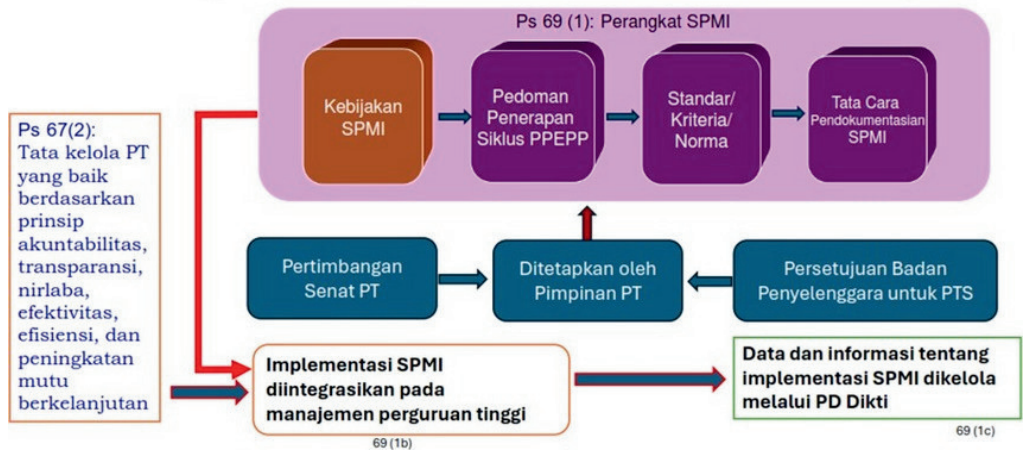 Ps 69 (1): Perangkat SPMI
Kebijakan
SPMI
Pedoman
Penerapan
Siklus PPEPP
Standar/
Kriteria/
Norma
Tata Cara
Pendokumentasian
SPMI
Ps 67(2):
Tata kelola PT
yang baik
berdasarkan
prinsip
akuntabilitas,
transparansi,
nirlaba,
efektivitas,
efisiensi, dan
peningkatan
mutu
berkelanjutan
Pertimbangan
Senat PT
Ditetapkan oleh
Pimpinan PT
Persetujuan Badan
Penyelenggara untuk PTS
Implementasi SPMI
diintegrasikan pada
manajemen perguruan tinggi
69 (1b)
Data dan informasi tentang
implementasi SPMI dikelola
melalui PD Dikti
69 (1c)